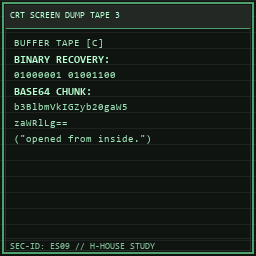 CRT SCREEN DUMP TAPE 3
BUFFER TAPE [C]
BINARY RECOVERY:
01000001 01001100
BASE64 CHUNK:
b3BlbmVkIGZyb20gaW5
zaWRlLg==
("opened from inside.")
SEC-ID: ES09 // H-HOUSE STUDY